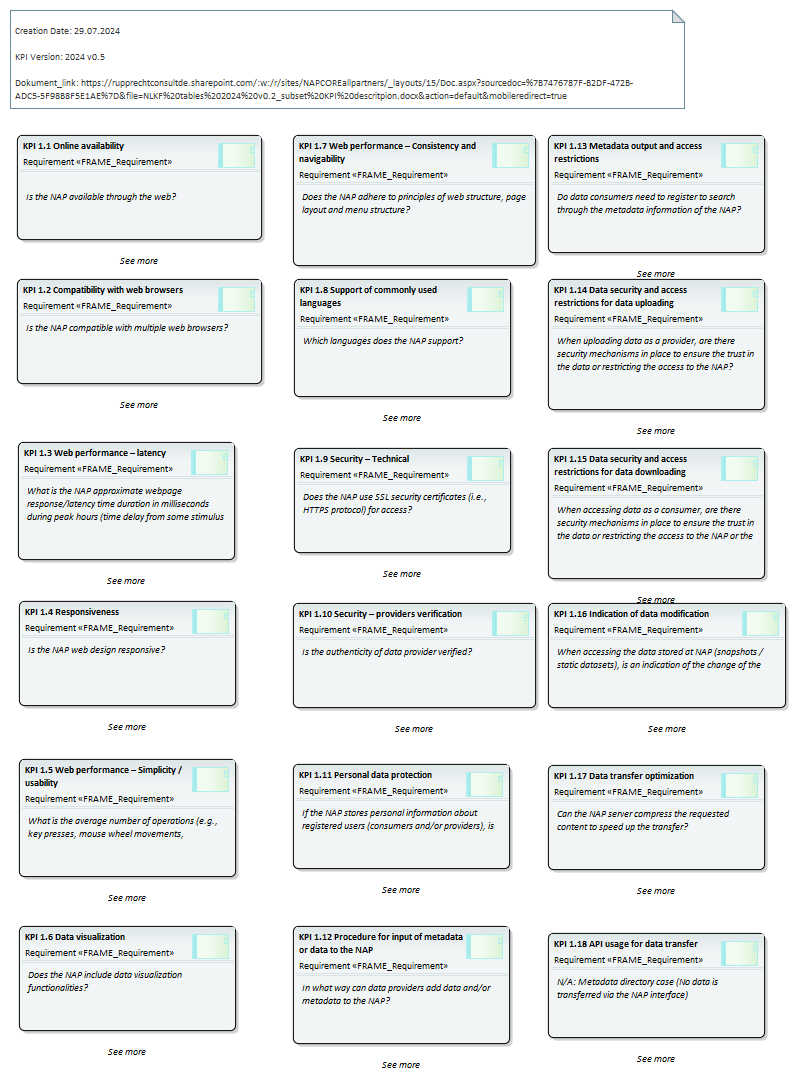 Creation Date: 29.07.2024
KPI Version: 2024 v0.5
Dokument_link: https://rupprechtconsultde.sharepoint.com/:w:/r/sites/NAPCOREallpartners/_layouts/15/Doc.aspx?sourcedoc=%7B7476787F-B2DF-472B-
ADC5-5F98B8F5E1AE%7D&file=NLKF%20tables%202024%20v0.2_subset%20KPI%20descritpion.docx&action=default&mobileredirect=true
KPI 1.1 Online availability
Requirement «FRAME_Requirement»
Is the NAP available through the web?
See more
KPI 1.2 Compatibility with web browsers
Requirement «FRAME_Requirement»
Is the NAP compatible with multiple web browsers?
See more
KPI 1.3 Web performance – latency
Requirement «FRAME_Requirement»
What is the NAP approximate webpage
response/latency time duration in milliseconds
during peak hours (time delay from some stimulus
See more
KPI 1.4 Responsiveness
Requirement «FRAME_Requirement»
Is the NAP web design responsive?
See more
KPI 1.5 Web performance – Simplicity /
usability
Requirement «FRAME_Requirement»
What is the average number of operations (e.g.,
key presses, mouse wheel movements,
See more
KPI 1.6 Data visualization
Requirement «FRAME_Requirement»
Does the NAP include data visualization
functionalities?
See more
KPI 1.7 Web performance – Consistency and
navigability
Requirement «FRAME_Requirement»
Does the NAP adhere to principles of web structure, page
layout and menu structure?
KPI 1.8 Support of commonly used
languages
Requirement «FRAME_Requirement»
Which languages does the NAP support?
See more
KPI 1.9 Security – Technical
Requirement «FRAME_Requirement»
Does the NAP use SSL security certificates (i.e.,
HTTPS protocol) for access?
See more
KPI 1.10 Security – providers verification
Requirement «FRAME_Requirement»
Is the authenticity of data provider verified?
See more
KPI 1.11 Personal data protection
Requirement «FRAME_Requirement»
If the NAP stores personal information about
registered users (consumers and/or providers), is
See more
KPI 1.12 Procedure for input of metadata
or data to the NAP
Requirement «FRAME_Requirement»
In what way can data providers add data and/or
metadata to the NAP?
See more
KPI 1.13 Metadata output and access
restrictions
Requirement «FRAME_Requirement»
Do data consumers need to register to search
through the metadata information of the NAP?
See more
KPI 1.14 Data security and access
restrictions for data uploading
Requirement «FRAME_Requirement»
When uploading data as a provider, are there
security mechanisms in place to ensure the trust in
the data or restricting the access to the NAP?
See more
KPI 1.15 Data security and access
restrictions for data downloading
Requirement «FRAME_Requirement»
When accessing data as a consumer, are there
security mechanisms in place to ensure the trust in
the data or restricting the access to the NAP or the
See more
KPI 1.16 Indication of data modification
Requirement «FRAME_Requirement»
When accessing the data stored at NAP (snapshots /
static datasets), is an indication of the change of the
See more
KPI 1.17 Data transfer optimization
Requirement «FRAME_Requirement»
Can the NAP server compress the requested
content to speed up the transfer?
See more
KPI 1.18 API usage for data transfer
Requirement «FRAME_Requirement»
N/A: Metadata directory case (No data is
transferred via the NAP interface)
See more